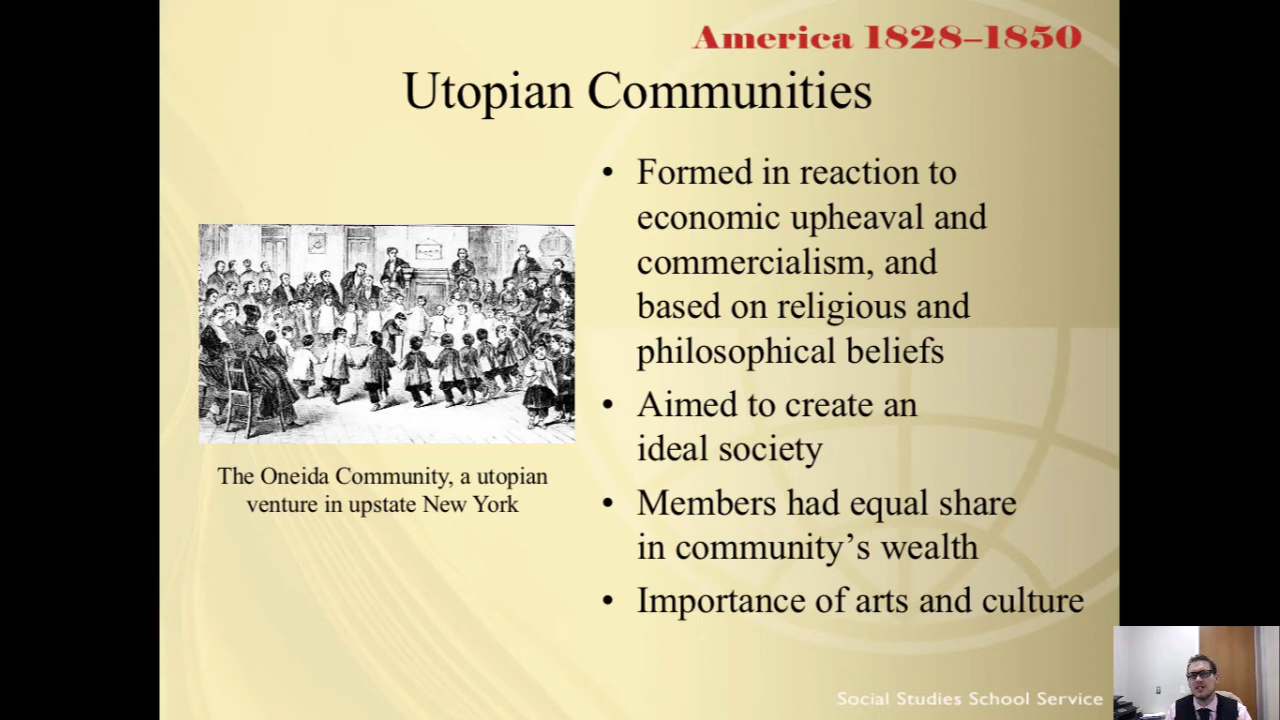 America 1828–1850
Utopian Communities
• Formed in reaction to
economic upheaval and
commercialism, and
based on religious and
philosophical beliefs
• Aimed to create an
ideal society
• Members had equal share
in community’s wealth
• Importance of arts and culture
The Oneida Community, a utopian
venture in upstate New York
Social Studies School Service